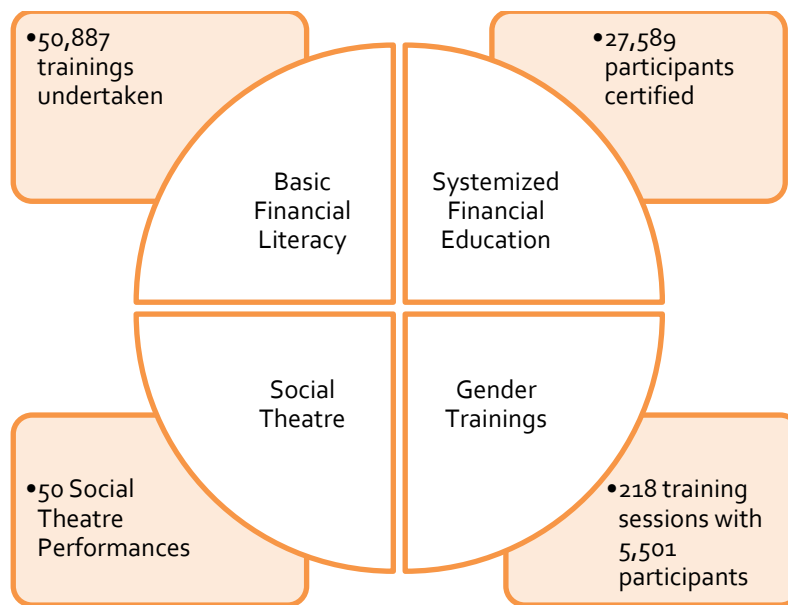 •50,887
trainings
undertaken
•27,589
participants
certified
Basic
Financial
Literacy
Systemized
Financial
Education
Social
Theatre
Gender
Trainings
•50 Social
Theatre
Performances
•218 training
sessions with
5,501
participants